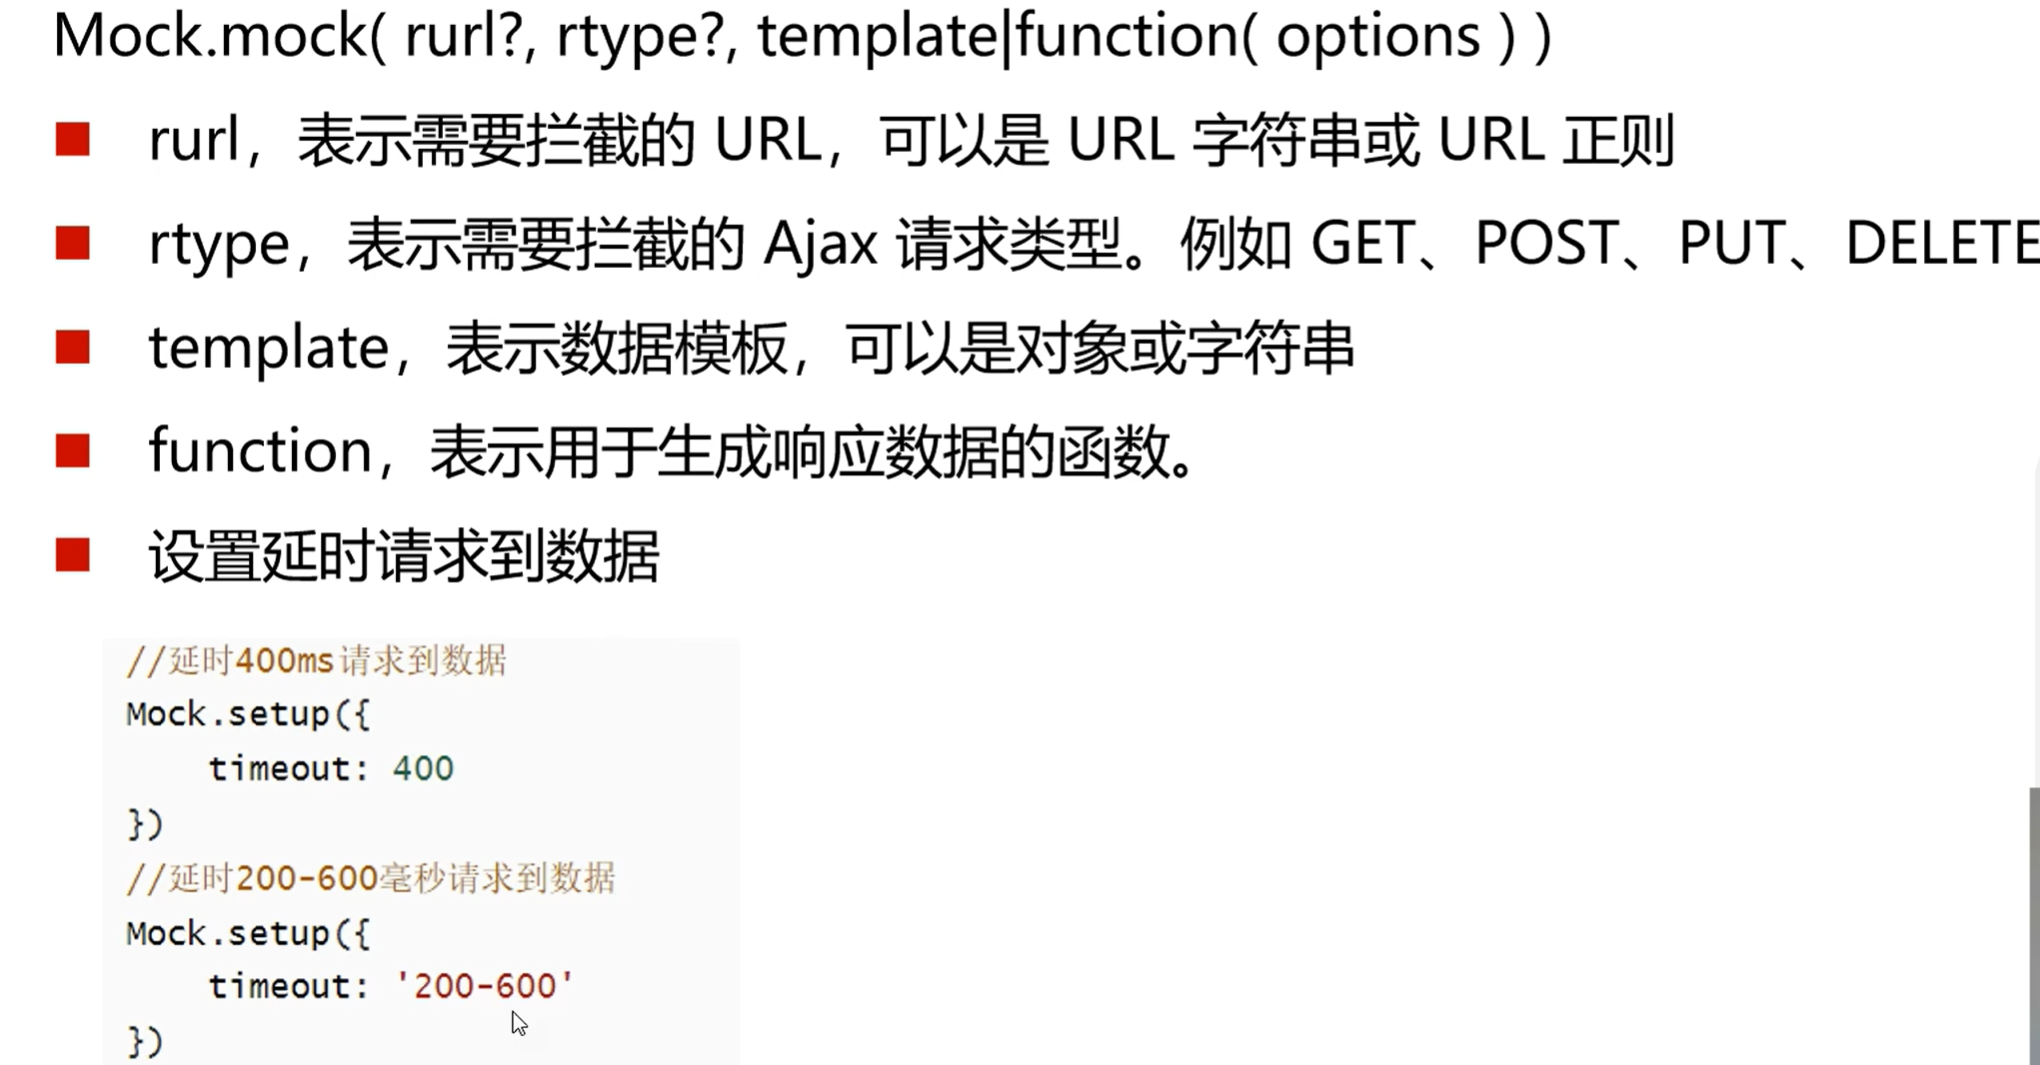 Mock.mock( rurl?, rtype?, template|function( options ) )
rurl，表示需要拦截的 URL，可以是 URL 字符串或 URL 正则
rtype，表示需要拦截的 Ajax 请求类型。例如 GET、POST、PUT、DELETE
template，表示数据模板，可以是对象或字符串
function，表示用于生成响应数据的函数。
设置延时请求到数据
//延时400ms请求到数据
Mock.setup({
    timeout: 400
})
//延时200-600毫秒请求到数据
Mock.setup({
    timeout: '200-600'
})